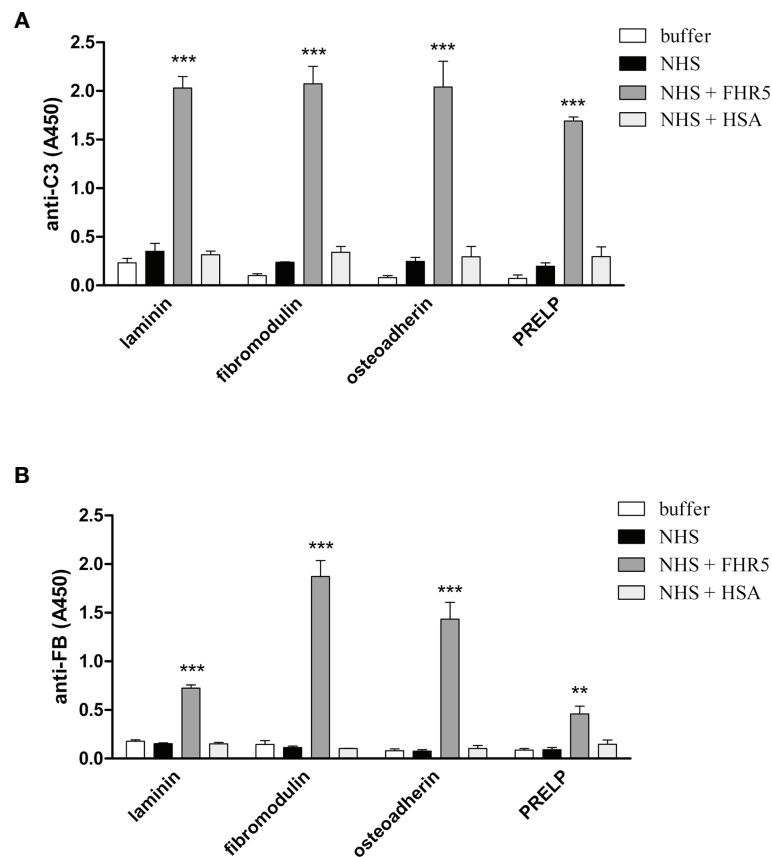 A
buffer
NHS
NHS + FHR5
NHS + HSA
anti-C3 (A450)
2.5
2.0
1.5
1.0
0.5
0.0
***
***
***
***
laminin
fibromodulin
osteoadherin
PRELP
B
buffer
NHS
NHS + FHR5
NHS + HSA
anti-FB (A450)
2.5
2.0
1.5
1.0
0.5
0.0
***
***
***
**
laminin
fibromodulin
osteoadherin
PRELP